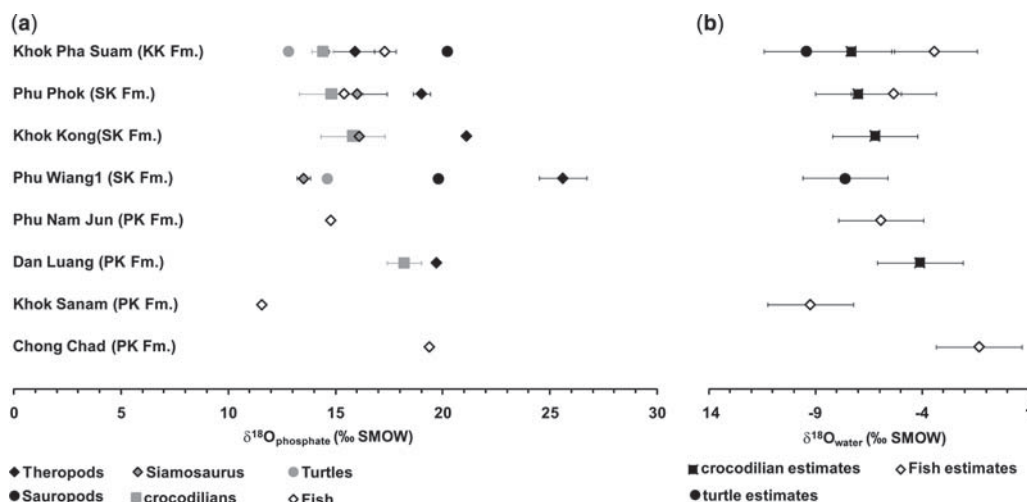 (a)
(b)
Khok Pha Suam (KK Fm.)
Phu Phok (SK Fm.)
Khok Kong(SK Fm.)
Phu Wiang1 (SK Fm.)
Phu Nam Jun (PK Fm.)
Dan Luang (PK Fm.)
Khok Sanam (PK Fm.)
Chong Chad (PK Fm.)
0 5 10 15 20 25 30
14 -9 -4 1
δ¹⁸Ophosphate (‰ SMOW)
δ¹⁸Owater (‰ SMOW)
Theropods Siamosaurus Turtles
Sauropods crocodilians Fish
crocodilian estimates Fish estimates
turtle estimates